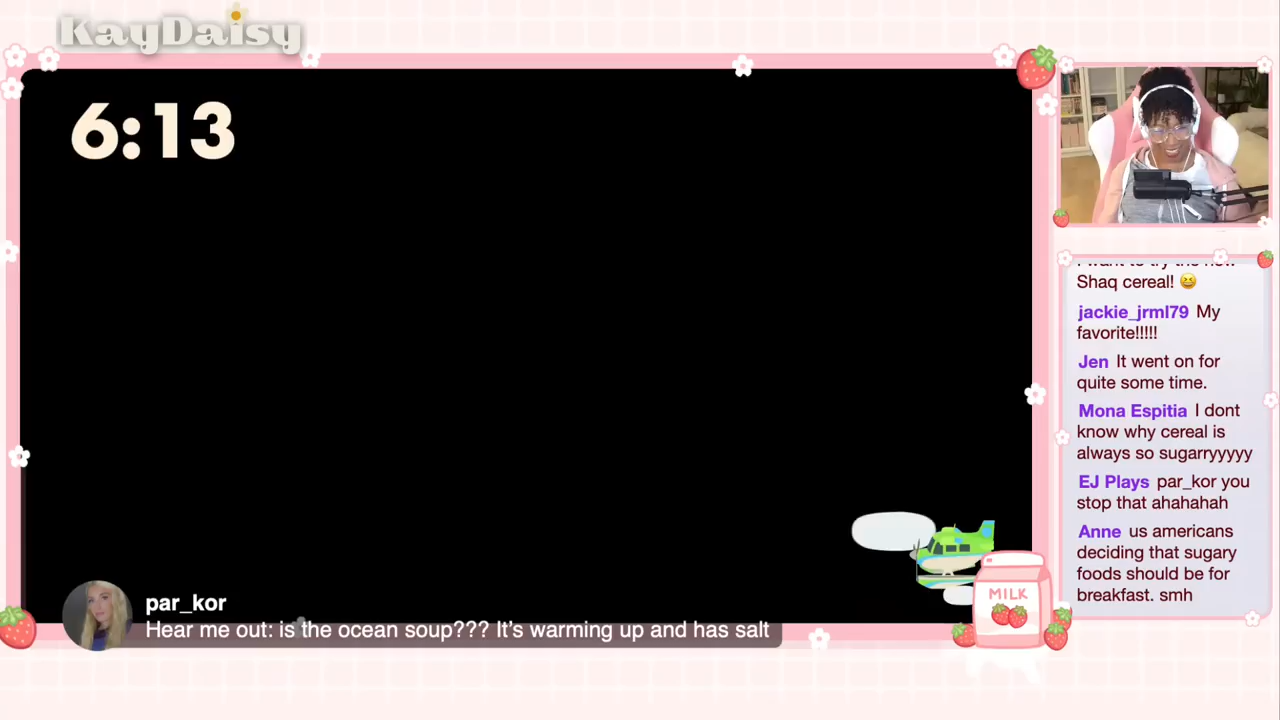 KayDaisy
6:13
Shaq cereal! 😆
jackie_jrml79 My
favorite!!!!!
Jen It went on for
quite some time.
Mona Espitia I dont
know why cereal is
always so sugarryyyyy
EJ Plays par_kor you
stop that ahahahah
Anne us americans
deciding that sugary
foods should be for
breakfast. smh
MILK
par_kor
Hear me out: is the ocean soup??? It's warming up and has salt